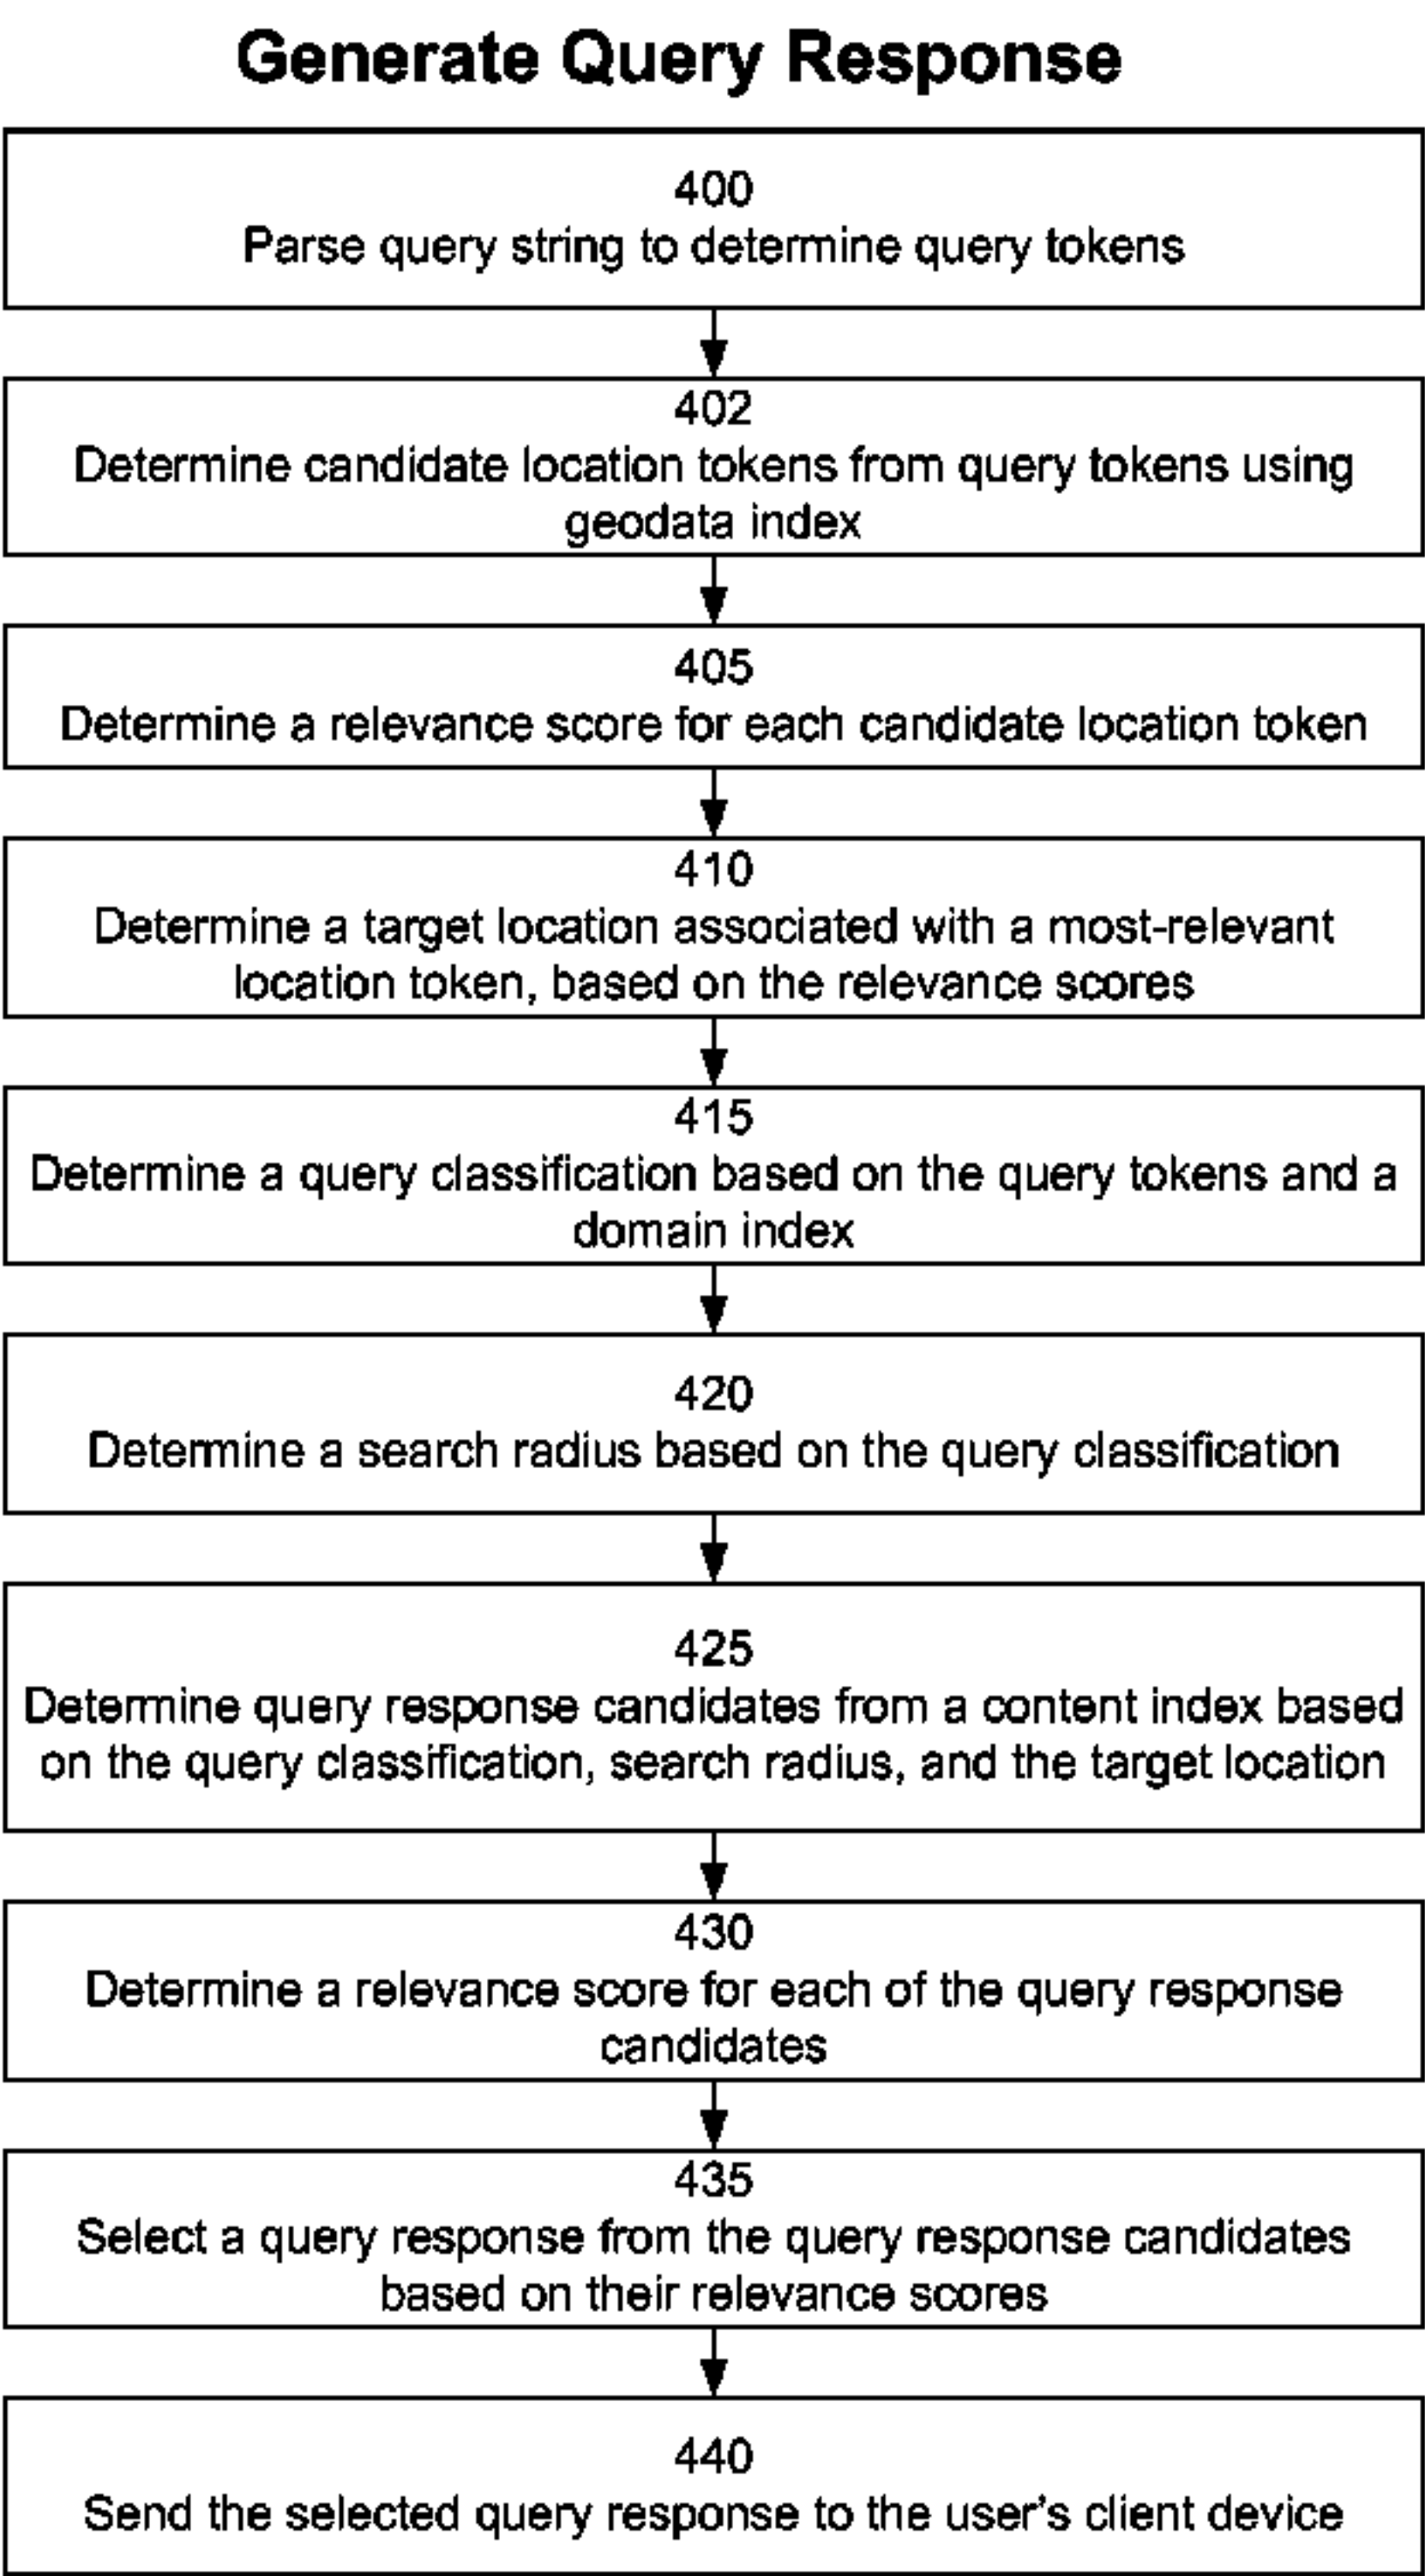 Generate Query Response
400
Parse query string to determine query tokens
402
Determine candidate location tokens from query tokens using
geodata index
405
Determine a relevance score for each candidate location token
410
Determine a target location associated with a most-relevant
location token, based on the relevance scores
415
Determine a query classification based on the query tokens and a
domain index
420
Determine a search radius based on the query classification
425
Determine query response candidates from a content index based
on the query classification, search radius, and the target location
430
Determine a relevance score for each of the query response
candidates
435
Select a query response from the query response candidates
based on their relevance scores
440
Send the selected query response to the user's client device